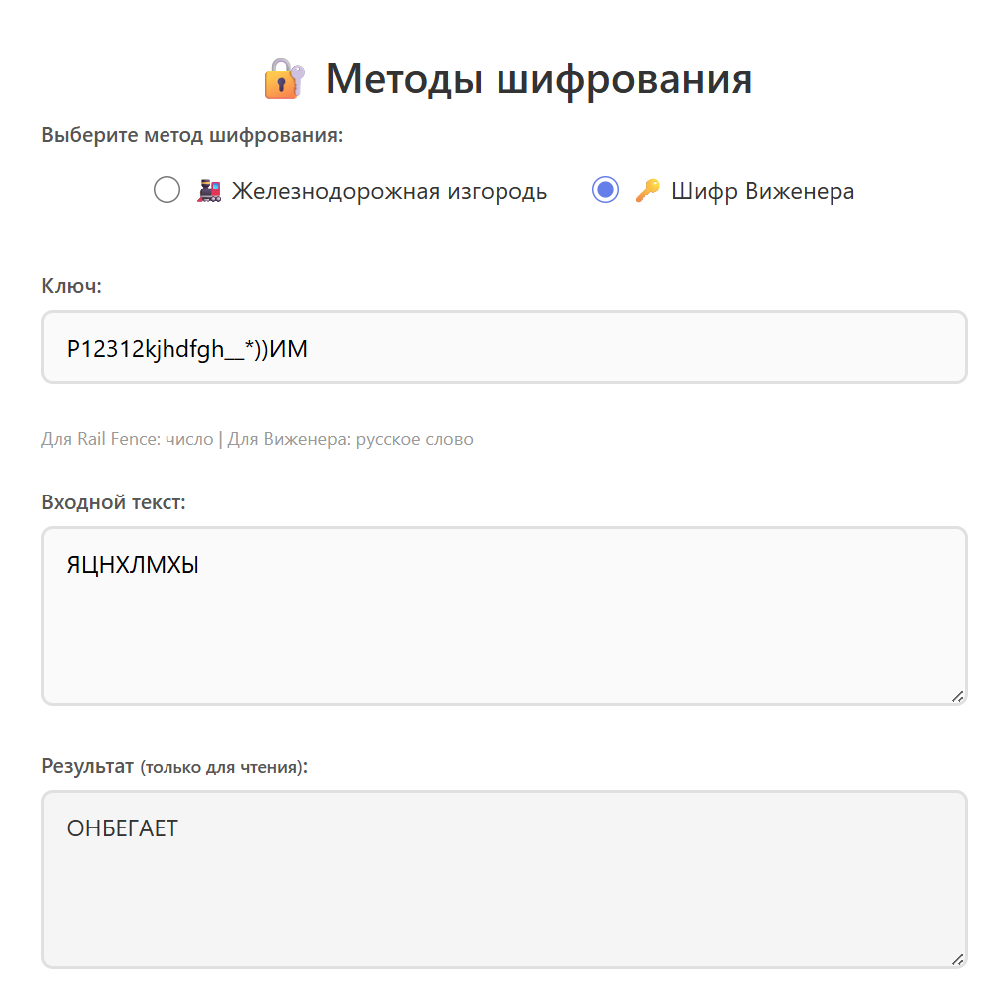 🔐 Методы шифрования
Выберите метод шифрования:
🚂 Железнодорожная изгородь 🔑 Шифр Виженера
Ключ:
Р12312kjhdfgh__*))ИМ
Для Rail Fence: число | Для Виженера: русское слово
Входной текст:
ЯЦНХЛМХЫ
Результат (только для чтения):
ОНБЕГАЕТ